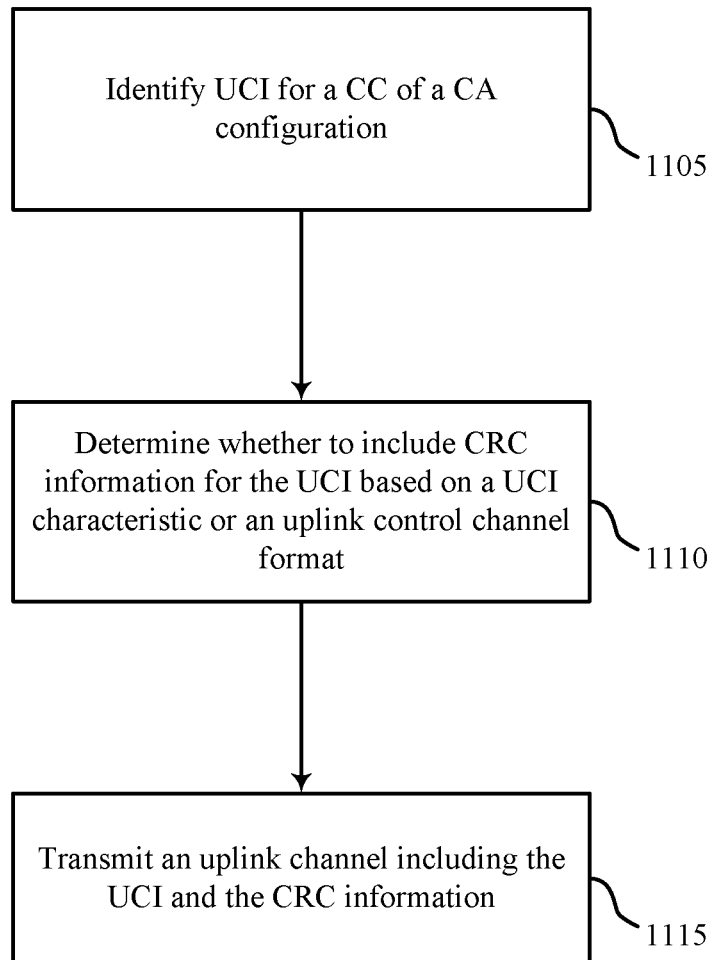 Identify UCI for a CC of a CA
configuration
1105
Determine whether to include CRC
information for the UCI based on a UCI
characteristic or an uplink control channel
format
1110
Transmit an uplink channel including the
UCI and the CRC information
1115